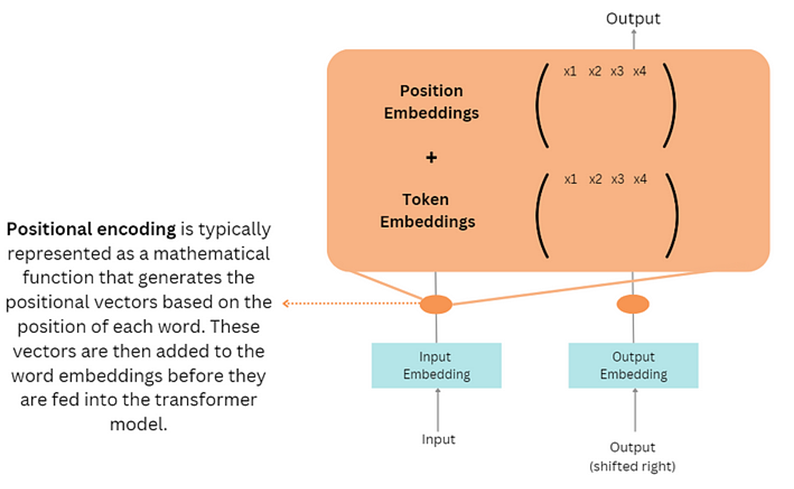 Output
Position
Embeddings
x1 x2 x3 x4
+
Token
Embeddings
x1 x2 x3 x4
Positional encoding is typically
represented as a mathematical
function that generates the
positional vectors based on the
position of each word. These
vectors are then added to the
word embeddings before they
are fed into the transformer
model.
Input
Embedding
Output
Embedding
Input
Output
(shifted right)